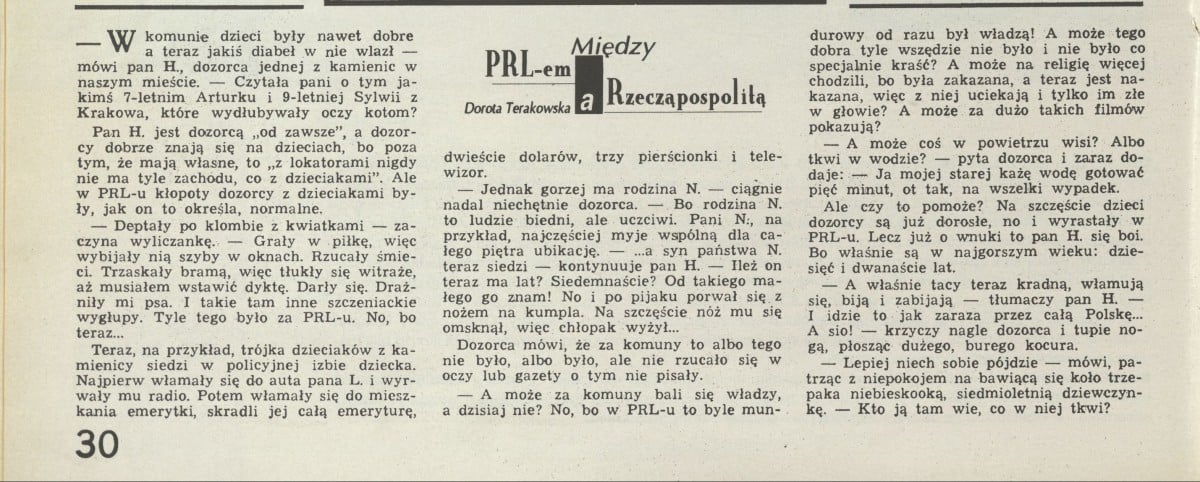 — W komunie dzieci były nawet dobre
a teraz jakiś diabeł w nie wlazł —
mówi pan H., dozorca jednej z kamienic w
naszym mieście. — Czytała pani o tym ja-
kimś 7-letnim Arturku i 9-letniej Sylwii z
Krakowa, które wydłubywały oczy kotom?
Pan H. jest dozorcą „od zawsze”, a dozor-
cy dobrze znają się na dzieciach, bo poza
tym, że mają własne, to „z lokatorami nigdy
nie ma tyle zachodu, co z dzieciakami”. Ale
w PRL-u kłopoty dozorcy z dzieciakami by-
ły, jak on to określa, normalne.
— Deptały po klombie z kwiatkami — za-
czyna wyliczankę. — Grały w piłkę, więc
wybijały nią szyby w oknach. Rzucały śmie-
ci. Trzaskały bramą, więc tłukły się witraże,
aż musiałem wstawić dyktę. Darły się. Draż-
niły mi psa. I takie tam inne szczeniackie
wygłupy. Tyle tego było za PRL-u. No, bo
teraz...
Teraz, na przykład, trójka dzieciaków z ka-
mienicy siedzi w policyjnej izbie dziecka.
Najpierw włamały się do auta pana L. i wyr-
wały mu radio. Potem włamały się do miesz-
kania emerytki, skradli jej całą emeryturę,
30
Między
PRL-em
a Rzecząpospolitą
Dorota Terakowska
dwieście dolarów, trzy pierścionki i tele-
wizor.
— Jednak gorzej ma rodzina N. — ciągnie
nadal niechętnie dozorca. — Bo rodzina N.
to ludzie biedni, ale uczciwi. Pani N., na
przykład, najczęściej myje wspólną dla ca-
łego piętra ubikację. — ...a syn państwa N.
teraz siedzi — kontynuuje pan H. — Ileż on
teraz ma lat? Siedemnaście? Od takiego ma-
łego go znam! No i po pijaku porwał się z
nożem na kumpla. Na szczęście nóż mu się
omsknął, więc chłopak wyżył...
Dozorca mówi, że za komuny to albo tego
nie było, albo było, ale nie rzucało się w
oczy lub gazety o tym nie pisały.
— A może za komuny bali się władzy,
a dzisiaj nie? No, bo w PRL-u to byle mun-
durowy od razu był władzą! A może tego
dobra tyle wszędzie nie było i nie było co
specjalnie kraść? A może na religię więcej
chodzili, bo była zakazana, a teraz jest na-
kazana, więc z niej uciekają i tylko im złe
w głowie? A może za dużo takich filmów
pokazują?
— A może coś w powietrzu wisi? Albo
tkwi w wodzie? — pyta dozorca i zaraz do-
daje: — Ja mojej starej każę wodę gotować
pięć minut, ot tak, na wszelki wypadek.
Ale czy to pomoże? Na szczęście dzieci
dozorcy są już dorosłe, no i wyrastały w
PRL-u. Lecz już o wnuki to pan H. się boi.
Bo właśnie są w najgorszym wieku: dzie-
sięć i dwanaście lat.
— A właśnie tacy teraz kradną, włamują
się, biją i zabijają — tłumaczy pan H. —
I idzie to jak zaraza przez całą Polskę...
A sio! — krzyczy nagle dozorca i tupie no-
gą, płosząc dużego, burego kocura.
— Lepiej niech sobie pójdzie — mówi, pa-
trząc z niepokojem na bawiącą się koło trze-
paka niebieskooką, siedmioletnią dziewczyn-
kę. — Kto ją tam wie, co w niej tkwi?